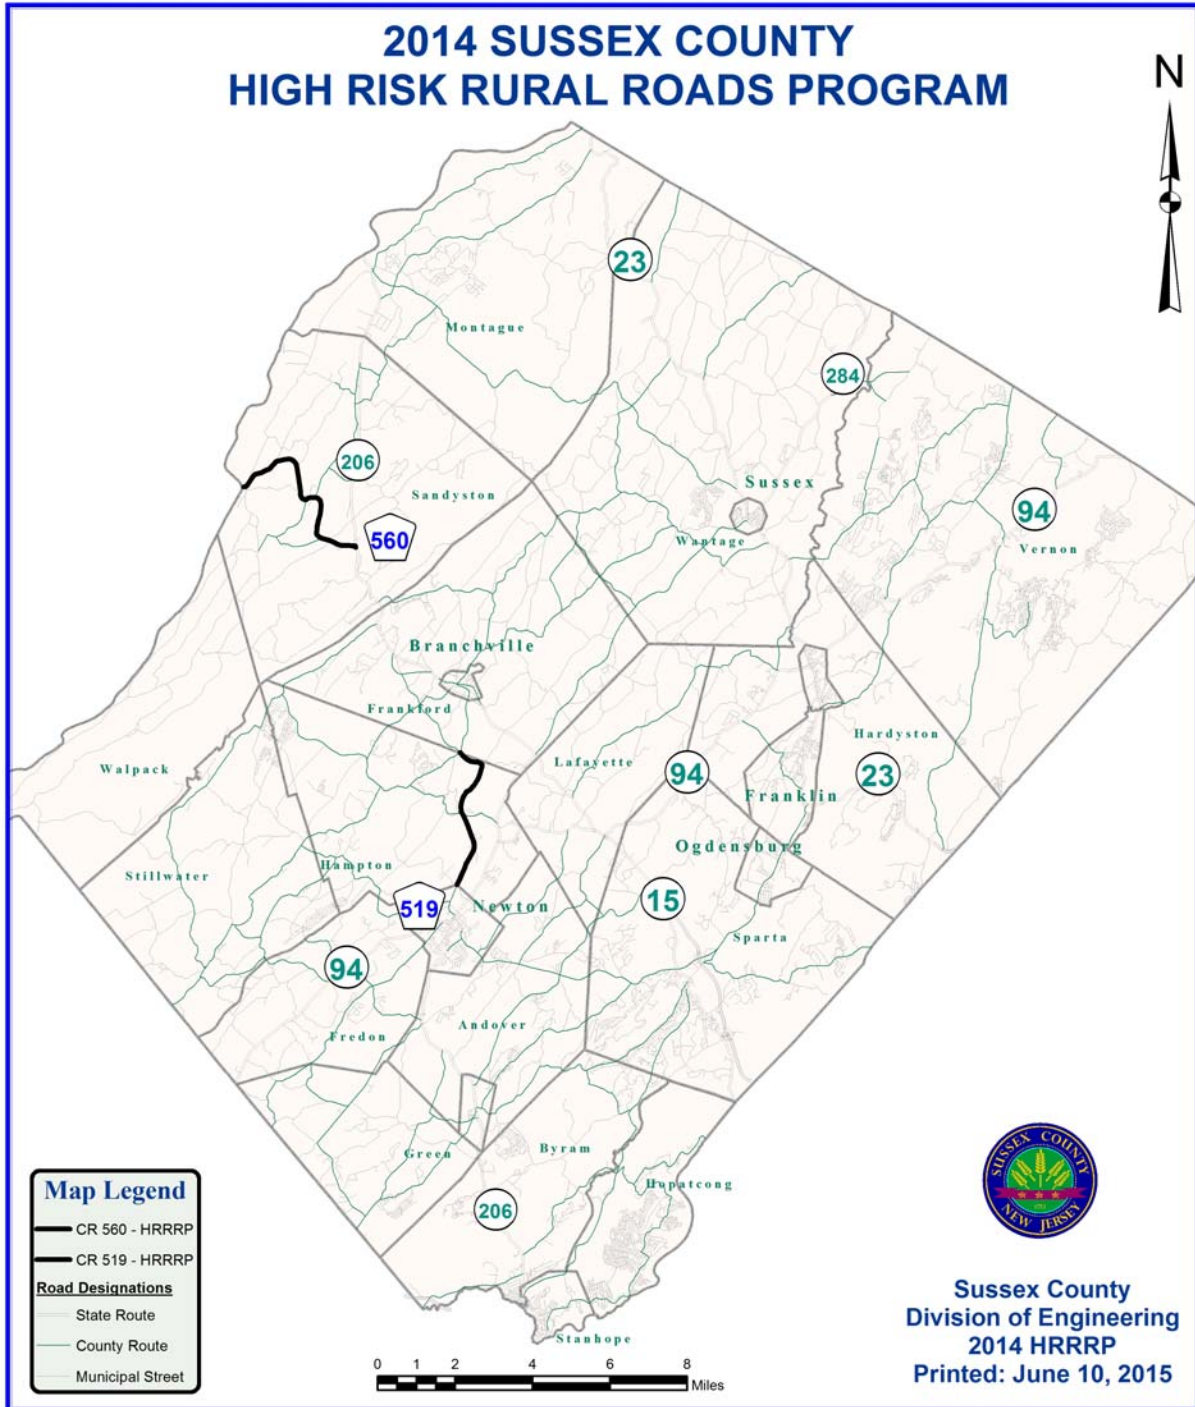 2014 SUSSEX COUNTY
HIGH RISK RURAL ROADS PROGRAM
N
23
Montague
284
206
Sandyston
Sussex
94
560
Wantage
Vernon
Branchville
Frankford
Hardyston
Walpack
Lafayette
94
23
Franklin
Ogdensburg
Stillwater
Hampton
519
Newton
15
Sparta
94
Andover
Fredon
Byram
Green
Hopatcong
206
Stanhope
Map Legend
CR 560 - HRRRP
CR 519 - HRRRP
Road Designations
State Route
County Route
Municipal Street
0 1 2 4 6 8
Miles
SUSSEX COUNTY
NEW JERSEY
Sussex County
Division of Engineering
2014 HRRRP
Printed: June 10, 2015